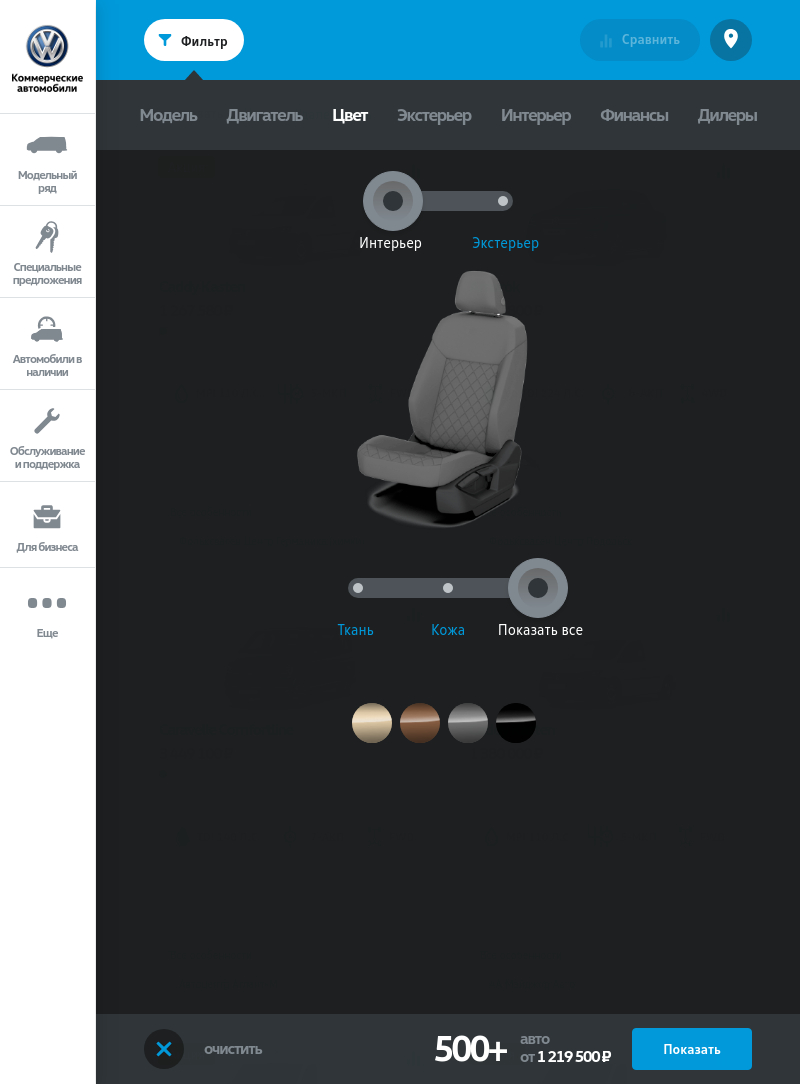 Коммерческие
автомобили
Модельный
ряд
Специальные
предложения
Автомобили в
наличии
Обслуживание
и поддержка
Для бизнеса
Еще
Фильтр
Сравнить
Модель Двигатель Цвет Экстерьер Интерьер Финансы Дилеры
Интерьер Экстерьер
Ткань Кожа Показать все
очистить
500+
авто
от 1 219 500 ₽
Показать